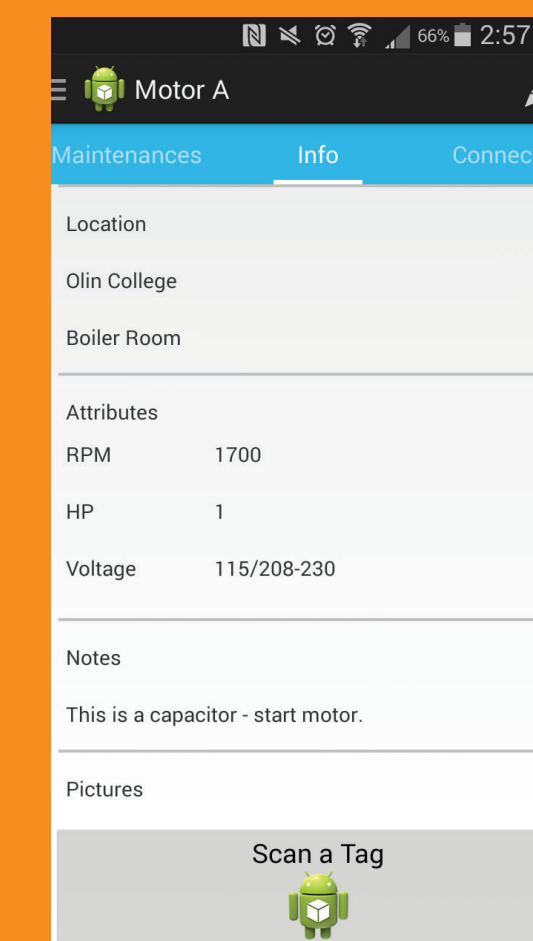 66% 2:57
Motor A
Maintenances Info Connec
Location
Olin College
Boiler Room
Attributes
RPM 1700
HP 1
Voltage 115/208-230
Notes
This is a capacitor - start motor.
Pictures
Scan a Tag